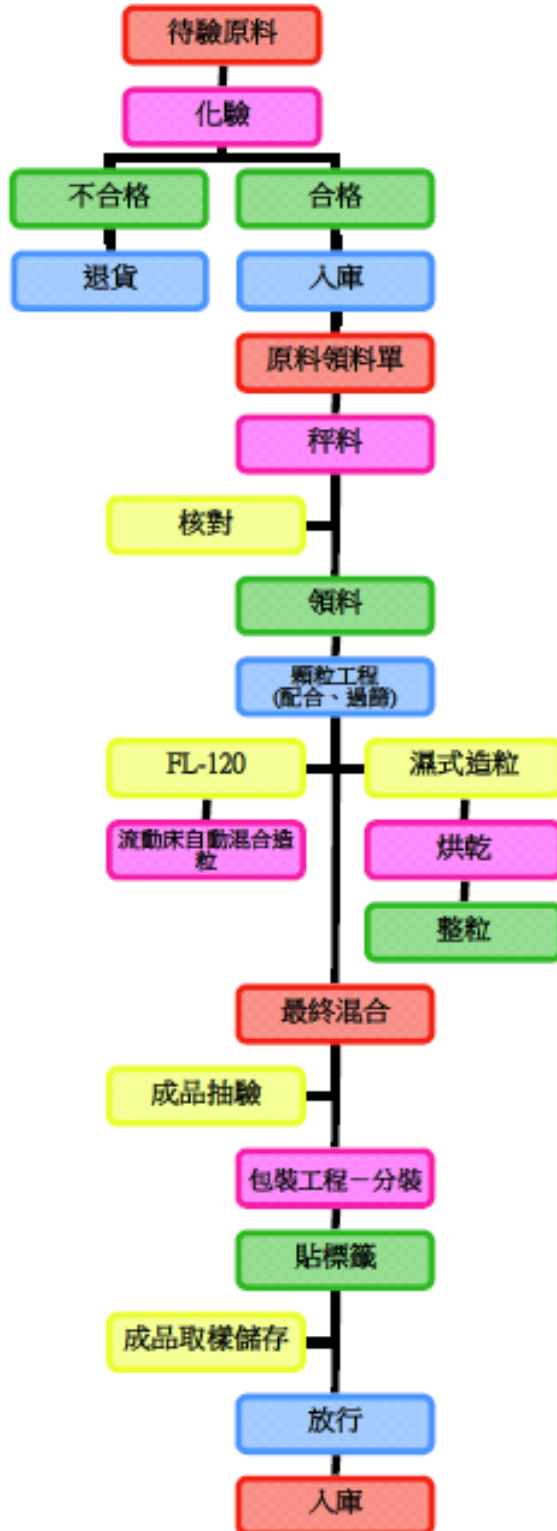 待驗原料
化驗
不合格
合格
退貨
入庫
原料領料單
秤料
核對
領料
顆粒工程
(配合、過篩)
FL-120
濕式造粒
流動床自動混合造
粒
烘乾
整粒
最終混合
成品抽驗
包裝工程－分裝
貼標籤
成品取樣儲存
放行
入庫